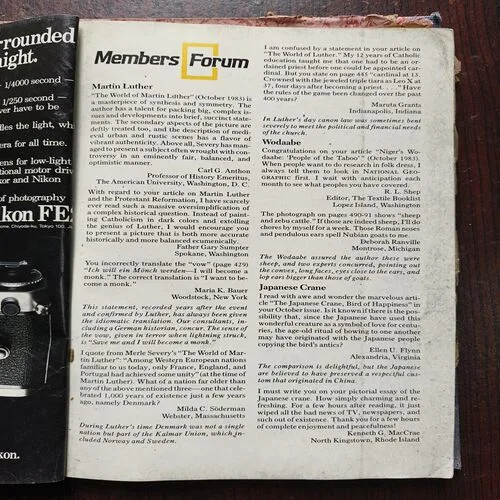 rrounded
night.
1/4000 second —
1/250 second
ver have to be
lles the light, wh
era for all time.
ens for low-light
ational motor driv
or and Nikon
of photography
kon FE
kon.
Members Forum
Martin Luther
"The World of Martin Luther" (October 1983) is
a masterpiece of synthesis and symmetry. The
author has a talent for packing big, complex is-
sues and developments into brief, succinct state-
ments. The secondary aspects of the picture are
deftly treated too, and the description of medi-
eval urban and rustic scenes has a flavor of
vibrant authenticity. Above all, Severy has man-
aged to present a subject often wrought with con-
troversy in an eminently fair, balanced, and
optimistic manner.
Carl G. Anthon
Professor of History Emeritus,
The American University, Washington, D. C.
With regard to your article on Martin Luther
and the Protestant Reformation, I have scarcely
ever read such a massive oversimplification of
a complex historical question. Instead of paint-
ing Catholicism in dark colors and extolling
the genius of Luther, I would encourage you
to present a picture that is both more accurate
historically and more balanced ecumenically.
Father Gary Sumpter
Spokane, Washington
You incorrectly translate the "vow" (page 429)
"Ich will ein Mönch werden—I will become a
monk." The correct translation is "I want to be-
come a monk."
Maria K. Bauer
Woodstock, New York
This statement, recorded years after the event
and confirmed by Luther, has always been given
the idiomatic translation. Our consultants, in-
cluding a German historian, concur. The sense of
the vow, given in terror when lightning struck,
is "Save me and I will become a monk."
I quote from Merle Severy's "The World of Mar-
tin Luther": "Among Western European nations
familiar to us today, only France, England, and
Portugal had achieved some unity" (at the time of
Martin Luther). What of a nation far older than
any of the above mentioned three—one that cele-
brated 1,000 years of existence just a few years
ago, namely Denmark?
Milda C. Söderman
Webster, Massachusetts
During Luther's time Denmark was not a single
nation but part of the Kalmar Union, which in-
cluded Norway and Sweden.
I am confused by a statement in your article on
"The World of Luther." My 12 years of Catholic
education taught me that one had to be an or-
dained priest before one could be appointed car-
dinal. But you state on page 445 "cardinal at 13.
Crowned with the jeweled triple tiara as Leo X at
37, four days after becoming a priest. . . ." Have
the rules of the game been changed over the past
400 years?
Maruta Grants
Indianapolis, Indiana
In Luther's day canon law was sometimes bent
severely to meet the political and financial needs
of the church.
Wodaabe
Congratulations on your article "Niger's Wo-
daabe: 'People of the Taboo' " (October 1983).
When people want to do research in folk dress, I
always tell them to look in NATIONAL GEO-
GRAPHIC first. I wait with anticipation each
month to see what peoples you have covered.
R. L. Shep
Editor, The Textile Booklist
Lopez Island, Washington
The photograph on pages 490-91 shows "sheep
and zebu cattle." If those are indeed sheep, I'll do
chores by myself for a week. Those Roman noses
and pendulous ears spell Nubian goats to me.
Deborah Ranville
Montrose, Michigan
The Wodaabe assured the author these were
sheep, and two experts concurred, pointing out
the convex, long faces, eyes close to the ears, and
lop ears bigger than those of goats.
Japanese Crane
I read with awe and wonder the marvelous arti-
cle "The Japanese Crane, Bird of Happiness" in
your October issue. Is it known if there is the pos-
sibility that, since the Japanese have used this
wonderful creature as a symbol of love for centu-
ries, the age-old ritual of bowing to one another
may have originated with the Japanese people
copying the bird's antics?
Ellen U. Flynn
Alexandria, Virginia
The comparison is delightful, but the Japanese
are believed to have preserved a respectful cus-
tom that originated in China.
I must write you on your pictorial essay of the
Japanese crane. How simply charming and re-
freshing. For a few hours after reading, it just
wiped all the bad news of TV, newspapers, and
such out of existence. Thank you for a few hours
of complete enjoyment and peacefulness!
Kenneth G. MacCrae
North Kingstown, Rhode Island